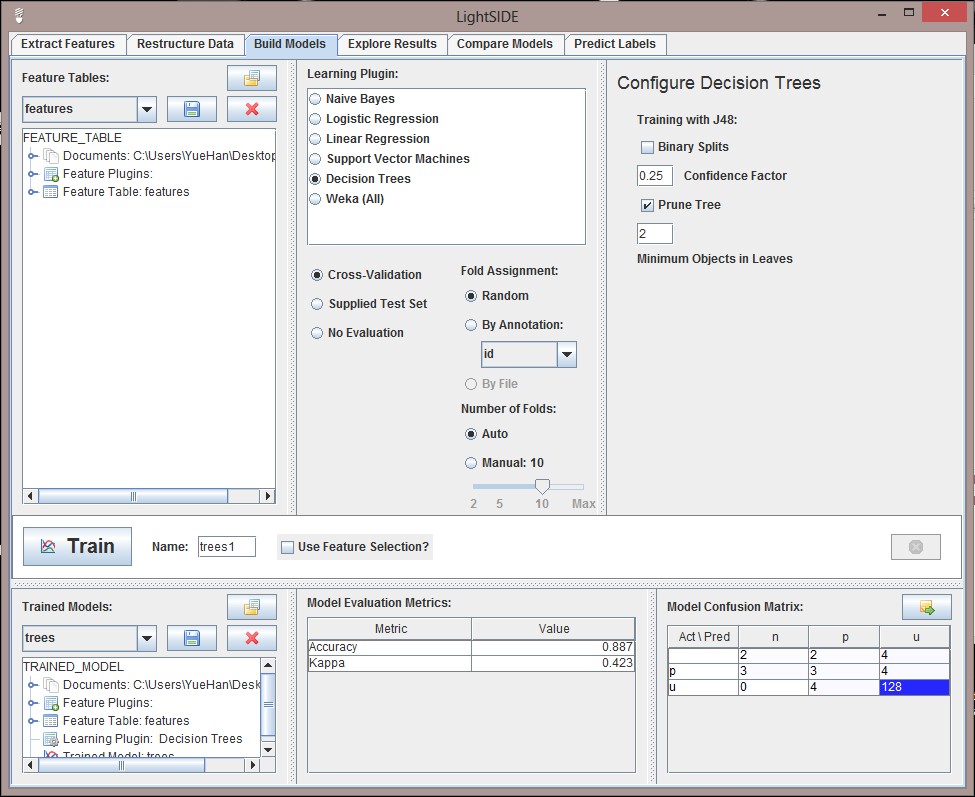 LightSIDE
Extract Features Restructure Data Build Models Explore Results Compare Models Predict Labels
Feature Tables:
features
FEATURE_TABLE
Documents: C:\Users\YueHan\Desktop
Feature Plugins:
Feature Table: features
Learning Plugin:
Naive Bayes
Logistic Regression
Linear Regression
Support Vector Machines
Decision Trees
Weka (All)
Cross-Validation
Supplied Test Set
No Evaluation
Fold Assignment:
Random
By Annotation:
id
By File
Number of Folds:
Auto
Manual: 10
2 5 10 Max
Configure Decision Trees
Training with J48:
Binary Splits
0.25 Confidence Factor
Prune Tree
2
Minimum Objects in Leaves
Train Name: trees1 Use Feature Selection?
Trained Models:
trees
TRAINED_MODEL
Documents: C:\Users\YueHan\Desk
Feature Plugins:
Feature Table: features
Learning Plugin: Decision Trees
Trained Model: trees
Model Evaluation Metrics:
Metric Value
Accuracy 0.887
Kappa 0.423
Model Confusion Matrix:
Act \ Pred n p u
2 2 4
p 3 3 4
u 0 4 128